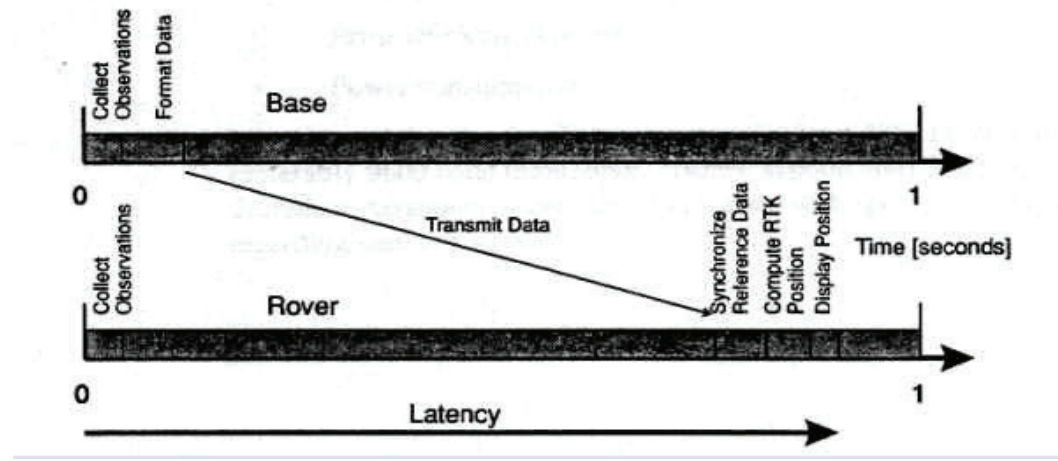 Collect
Observations
Format Data
Base
0
1
Collect
Observations
Transmit Data
Synchronize
Reference Data
Compute RTK
Position
Display Position
Time [seconds]
Rover
0
1
Latency